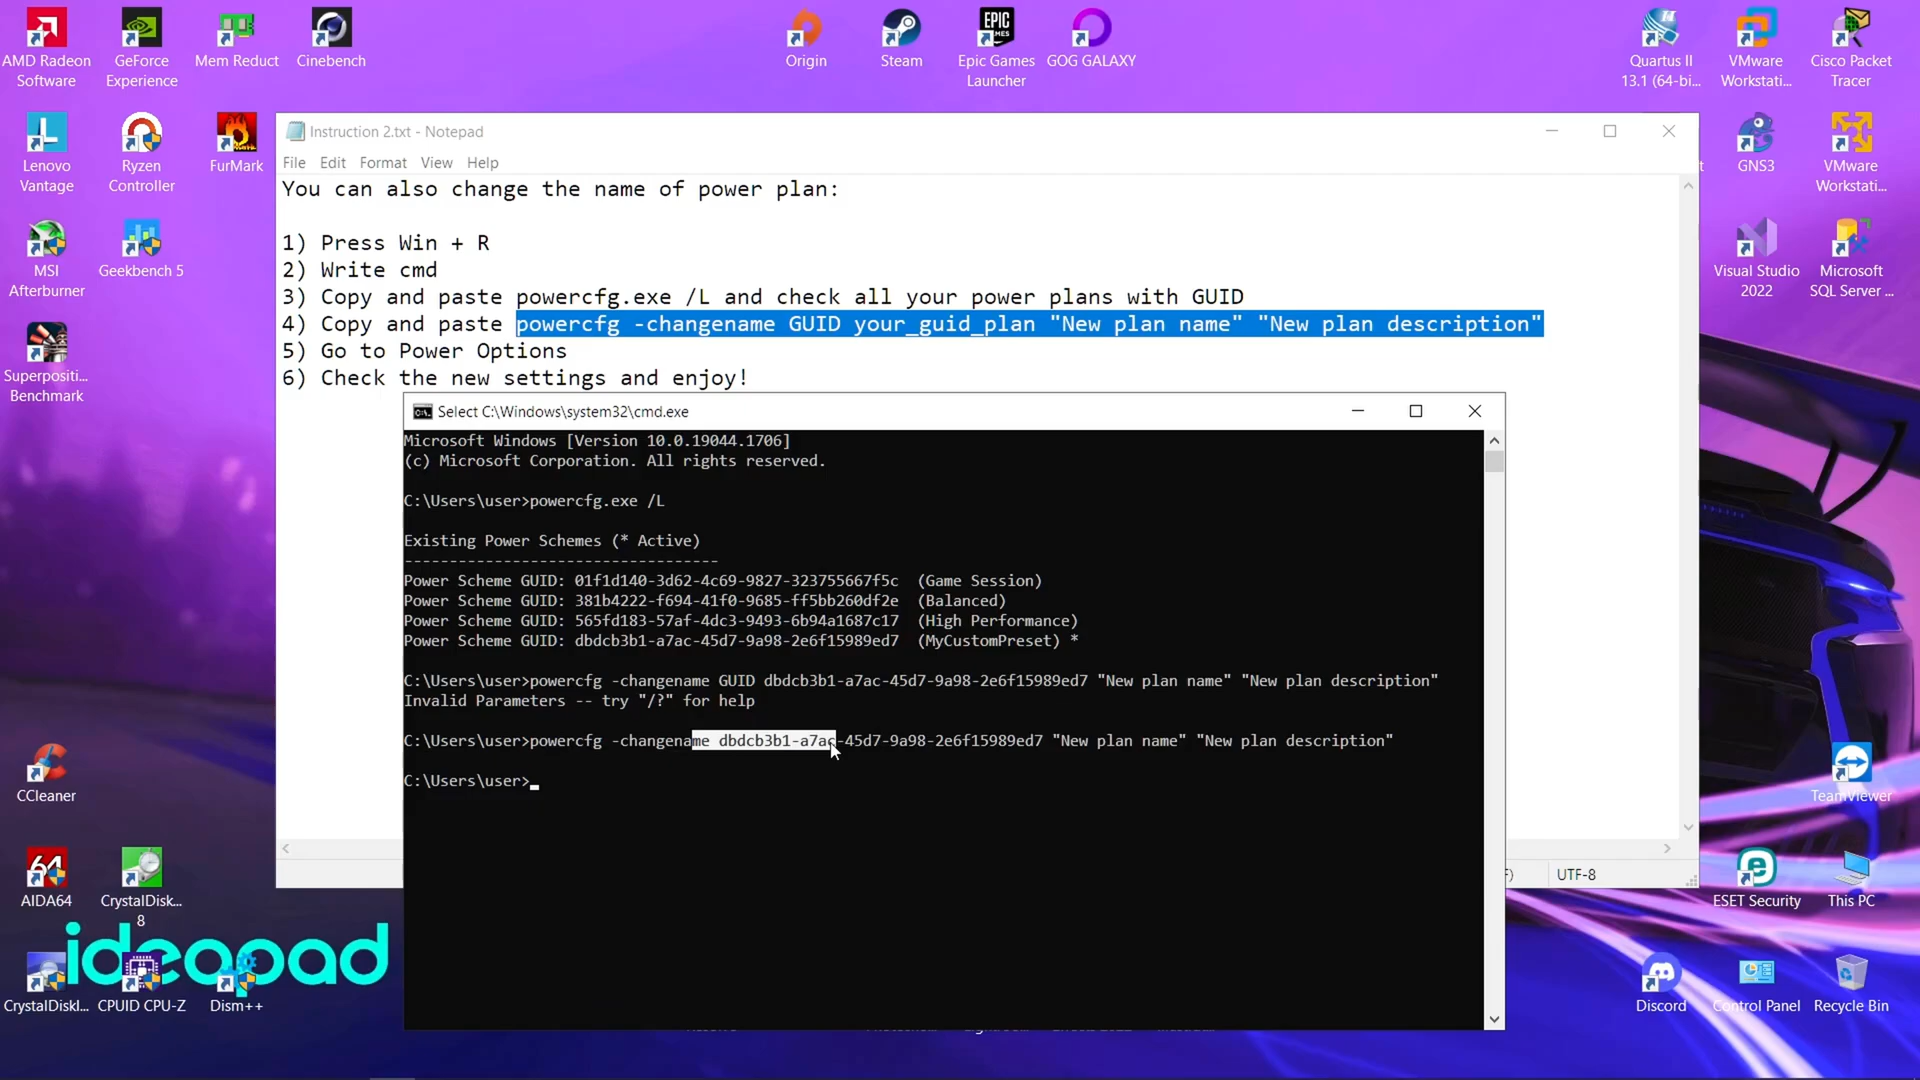 AMD Radeon
Software
GeForce
Experience
Mem Reduct
Cinebench
Origin
Steam
Epic Games
Launcher
GOG GALAXY
Quartus II
13.1 (64-bi...
VMware
Workstati...
Cisco Packet
Tracer
Lenovo
Vantage
Ryzen
Controller
FurMark
GNS3
VMware
Workstati...
MSI
Afterburner
Geekbench 5
Visual Studio
2022
Microsoft
SQL Server ...
Superpositi...
Benchmark
Instruction 2.txt - Notepad
File Edit Format View Help
You can also change the name of power plan:
1) Press Win + R
2) Write cmd
3) Copy and paste powercfg.exe /L and check all your power plans with GUID
4) Copy and paste powercfg -changename GUID your_guid_plan "New plan name" "New plan description"
5) Go to Power Options
6) Check the new settings and enjoy!
UTF-8
Select C:\Windows\system32\cmd.exe
Microsoft Windows [Version 10.0.19044.1706]
(c) Microsoft Corporation. All rights reserved.
C:\Users\user>powercfg.exe /L
Existing Power Schemes (* Active)
-----------------------------------
Power Scheme GUID: 01f1d140-3d62-4c69-9827-323755667f5c  (Game Session)
Power Scheme GUID: 381b4222-f694-41f0-9685-ff5bb260df2e  (Balanced)
Power Scheme GUID: 565fd183-57af-4dc3-9493-6b94a1687c17  (High Performance)
Power Scheme GUID: dbdcb3b1-a7ac-45d7-9a98-2e6f15989ed7  (MyCustomPreset) *
C:\Users\user>powercfg -changename GUID dbdcb3b1-a7ac-45d7-9a98-2e6f15989ed7 "New plan name" "New plan description"
Invalid Parameters -- try "/?" for help
C:\Users\user>powercfg -changename dbdcb3b1-a7ac-45d7-9a98-2e6f15989ed7 "New plan name" "New plan description"
C:\Users\user>
CCleaner
TeamViewer
64
AIDA64
CrystalDisk...
8
ESET Security
This PC
ideapad
CrystalDiskI...
CPUID CPU-Z
Dism++
Discord
Control Panel
Recycle Bin